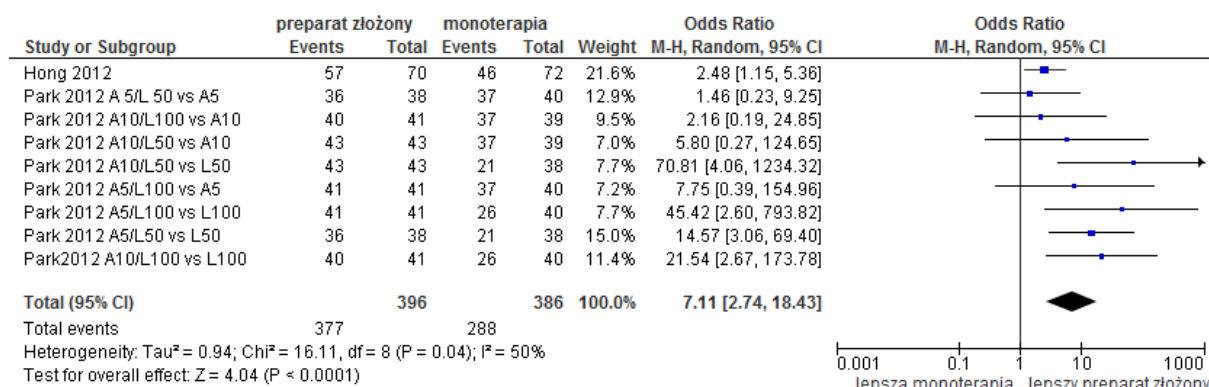 preparat złożony monoterapia Odds Ratio Odds Ratio
Study or Subgroup Events Total Events Total Weight M-H, Random, 95% CI M-H, Random, 95% CI
Hong 2012 57 70 46 72 21.6% 2.48 [1.15, 5.36]
Park 2012 A 5/L 50 vs A5 36 38 37 40 12.9% 1.46 [0.23, 9.25]
Park 2012 A10/L100 vs A10 40 41 37 39 9.5% 2.16 [0.19, 24.85]
Park 2012 A10/L50 vs A10 43 43 37 39 7.0% 5.80 [0.27, 124.65]
Park 2012 A10/L50 vs L50 43 43 21 38 7.7% 70.81 [4.06, 1234.32]
Park 2012 A5/L100 vs A5 41 41 37 40 7.2% 7.75 [0.39, 154.96]
Park 2012 A5/L100 vs L100 41 41 26 40 7.7% 45.42 [2.60, 793.82]
Park 2012 A5/L50 vs L50 36 38 21 38 15.0% 14.57 [3.06, 69.40]
Park2012 A10/L100 vs L100 40 41 26 40 11.4% 21.54 [2.67, 173.78]
Total (95% CI) 396 386 100.0% 7.11 [2.74, 18.43]
Total events 377 288
Heterogeneity: Tau² = 0.94; Chi² = 16.11, df = 8 (P = 0.04); I² = 50%
Test for overall effect: Z = 4.04 (P < 0.0001)
0.001 0.1 1 10 1000
lepsza monoterapia lepszy preparat złożony